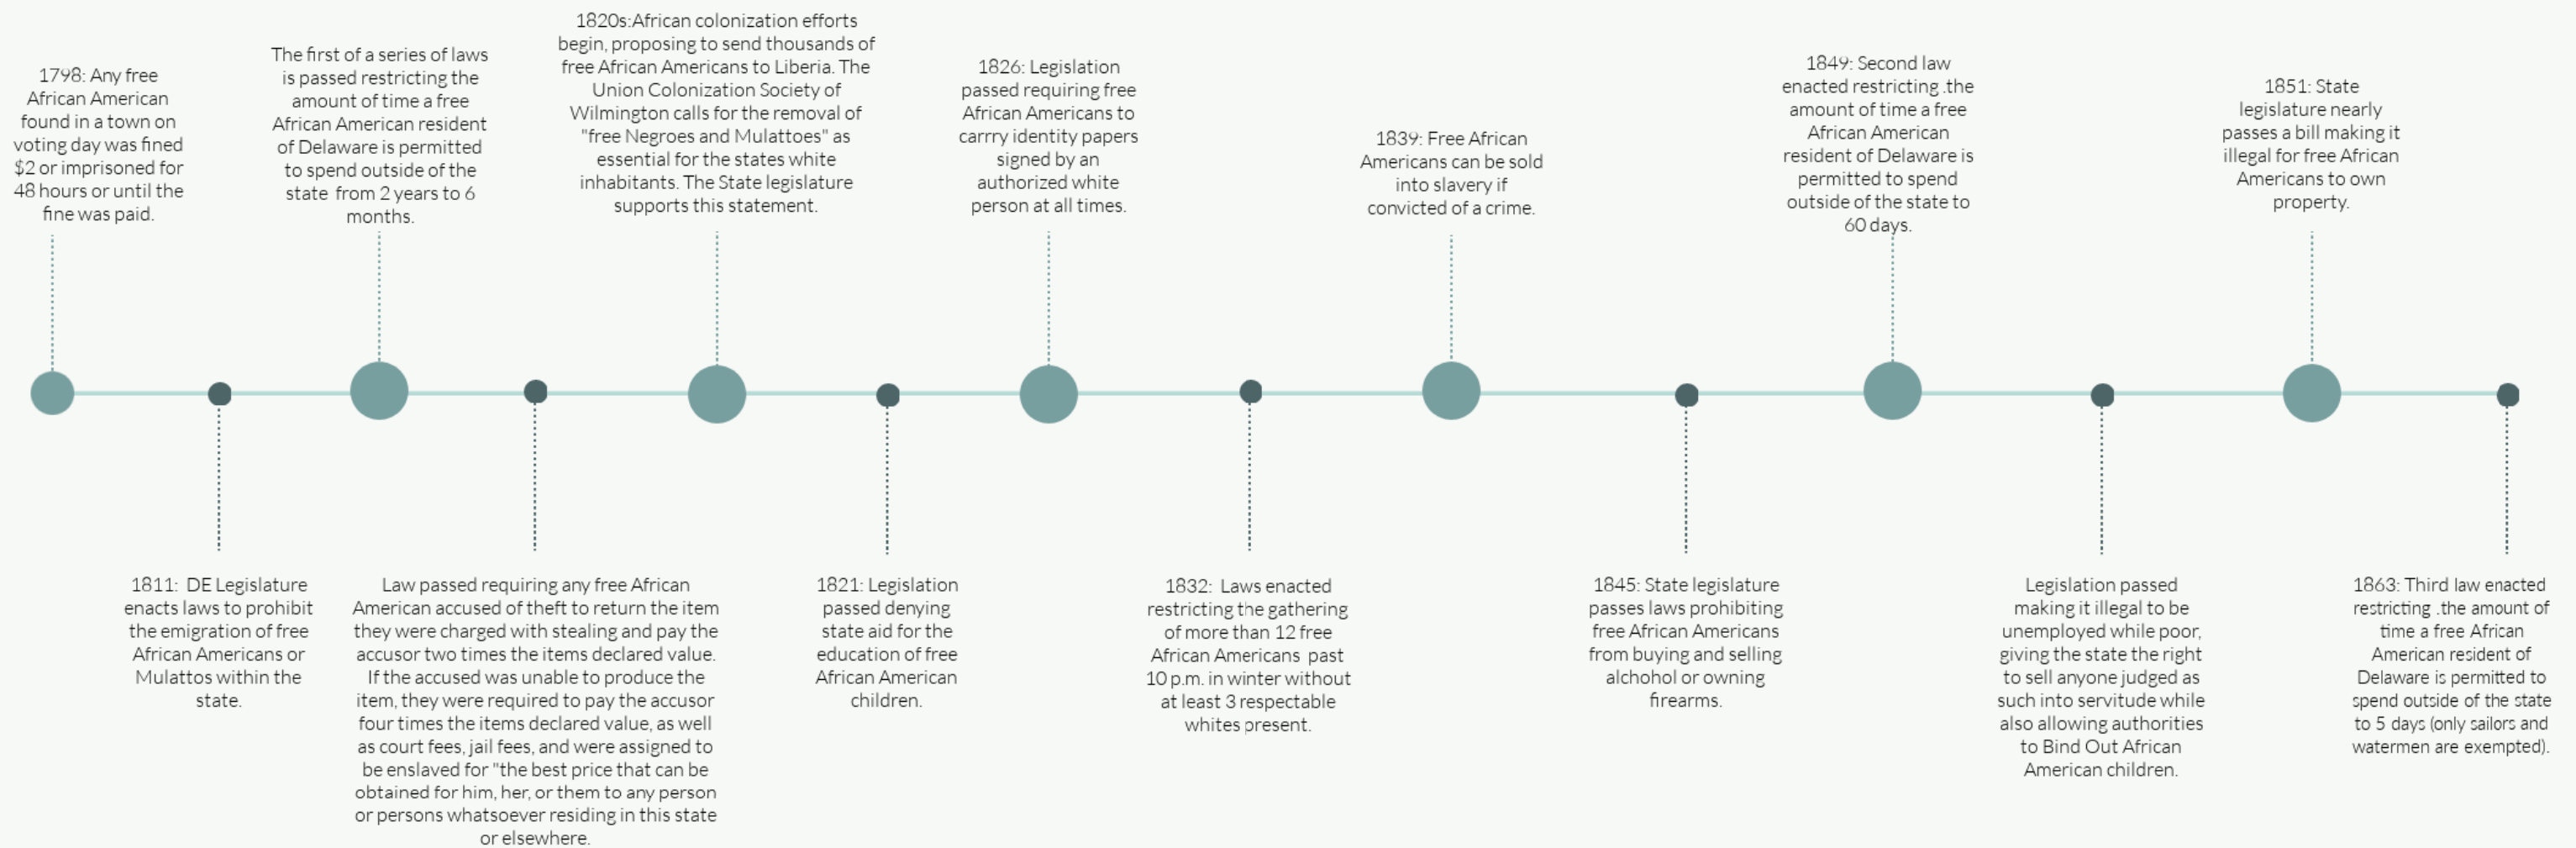 1798: Any free
African American
found in a town on
voting day was fined
$2 or imprisoned for
48 hours or until the
fine was paid.
The first of a series of laws
is passed restricting the
amount of time a free
African American resident
of Delaware is permitted
to spend outside of the
state from 2 years to 6
months.
1820s:African colonization efforts
begin, proposing to send thousands of
free African Americans to Liberia. The
Union Colonization Society of
Wilmington calls for the removal of
"free Negroes and Mulattoes" as
essential for the states white
inhabitants. The State legislature
supports this statement.
1826: Legislation
passed requiring free
African Americans to
carrry identity papers
signed by an
authorized white
person at all times.
1839: Free African
Americans can be sold
into slavery if
convicted of a crime.
1849: Second law
enacted restricting .the
amount of time a free
African American
resident of Delaware is
permitted to spend
outside of the state to
60 days.
1851: State
legislature nearly
passes a bill making it
illegal for free African
Americans to own
property.
1811: DE Legislature
enacts laws to prohibit
the emigration of free
African Americans or
Mulattos within the
state.
Law passed requiring any free African
American accused of theft to return the item
they were charged with stealing and pay the
accusor two times the items declared value.
If the accused was unable to produce the
item, they were required to pay the accusor
four times the items declared value, as well
as court fees, jail fees, and were assigned to
be enslaved for "the best price that can be
obtained for him, her, or them to any person
or persons whatsoever residing in this state
or elsewhere.
1821: Legislation
passed denying
state aid for the
education of free
African American
children.
1832: Laws enacted
restricting the gathering
of more than 12 free
African Americans past
10 p.m. in winter without
at least 3 respectable
whites present.
1845: State legislature
passes laws prohibiting
free African Americans
from buying and selling
alchohol or owning
firearms.
Legislation passed
making it illegal to be
unemployed while poor,
giving the state the right
to sell anyone judged as
such into servitude while
also allowing authorities
to Bind Out African
American children.
1863: Third law enacted
restricting .the amount of
time a free African
American resident of
Delaware is permitted to
spend outside of the state
to 5 days (only sailors and
watermen are exempted).